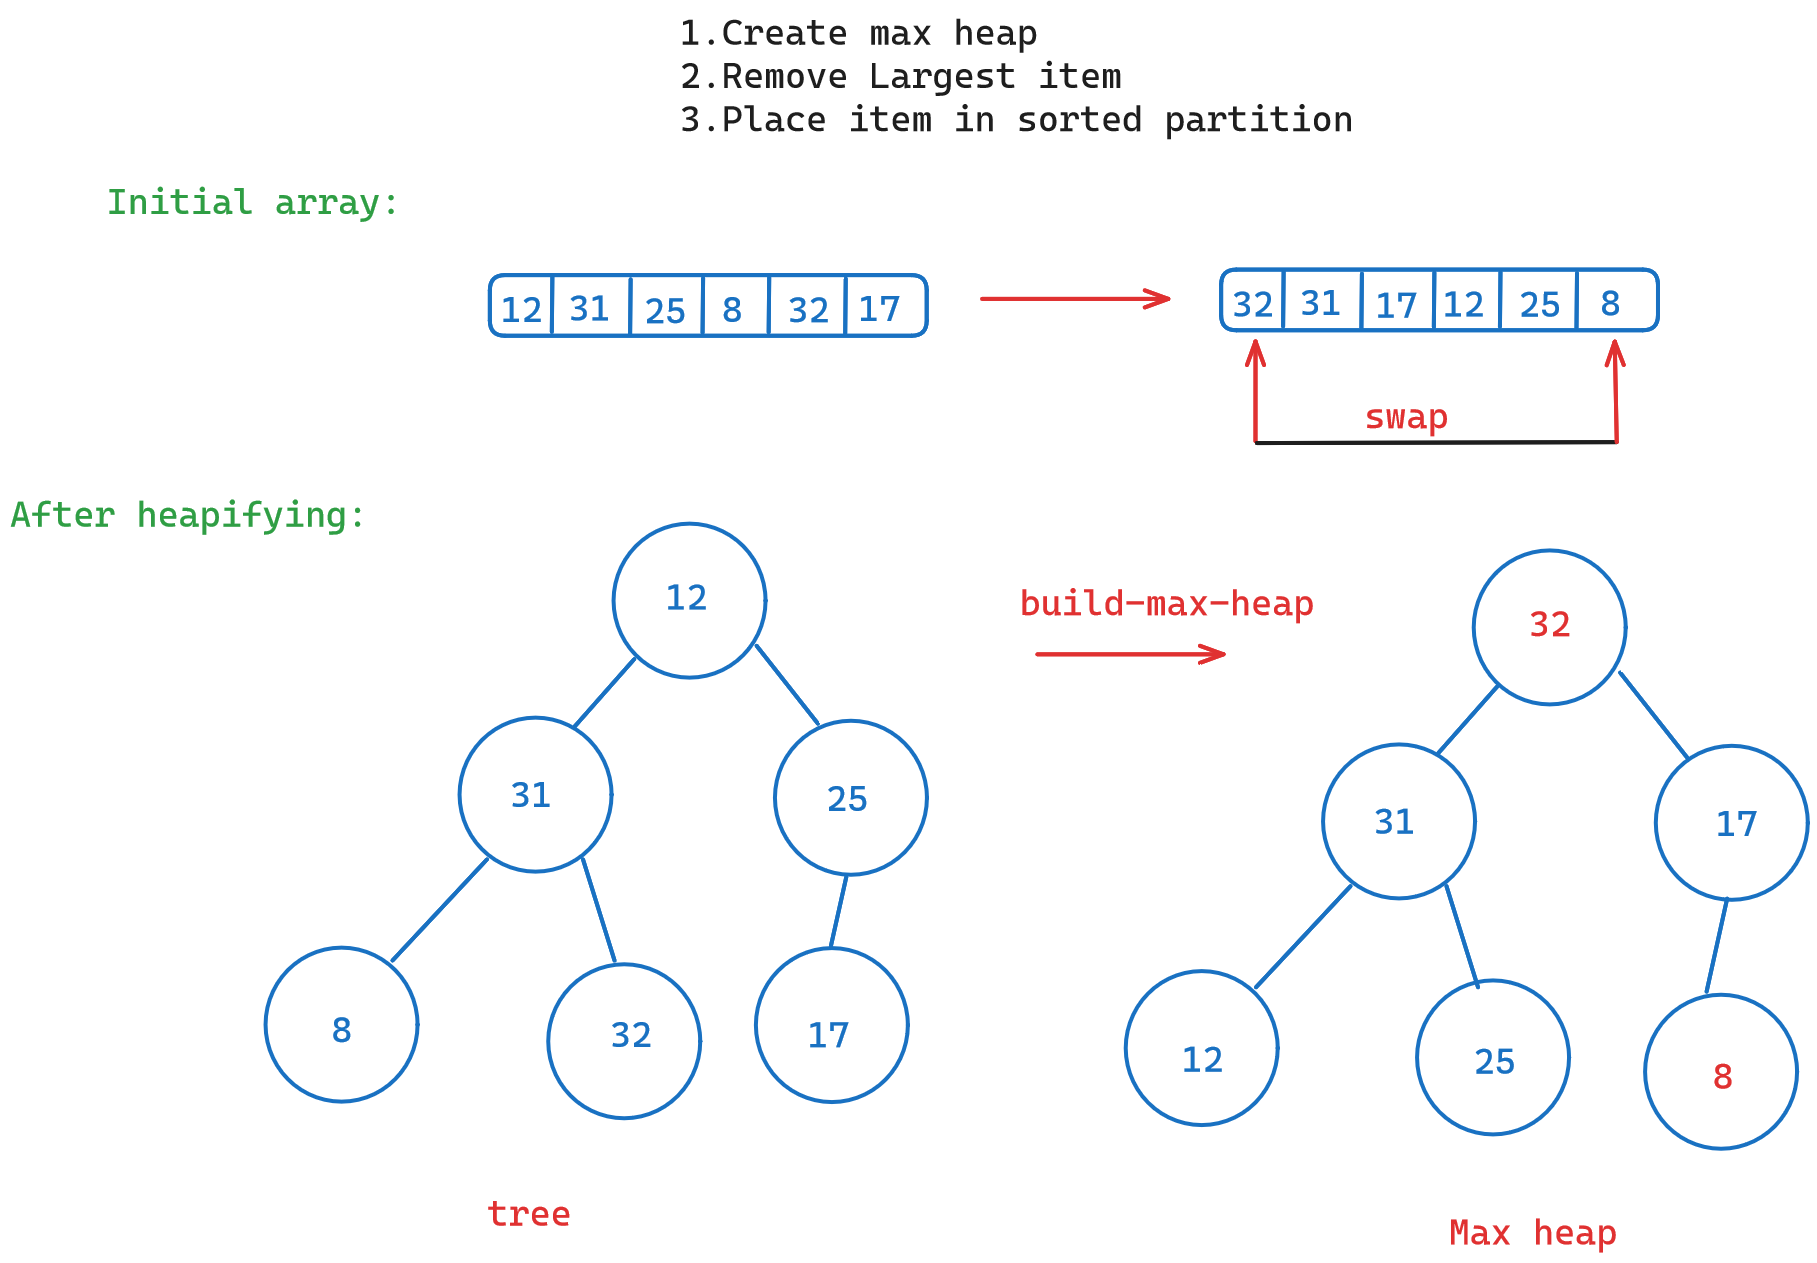 1.Create max heap
2.Remove Largest item
3.Place item in sorted partition
Initial array:
12 31 25 8 32 17
32 31 17 12 25 8
swap
After heapifying:
12
31 25
8 32 17
tree
build-max-heap
32
31 17
12 25 8
Max heap